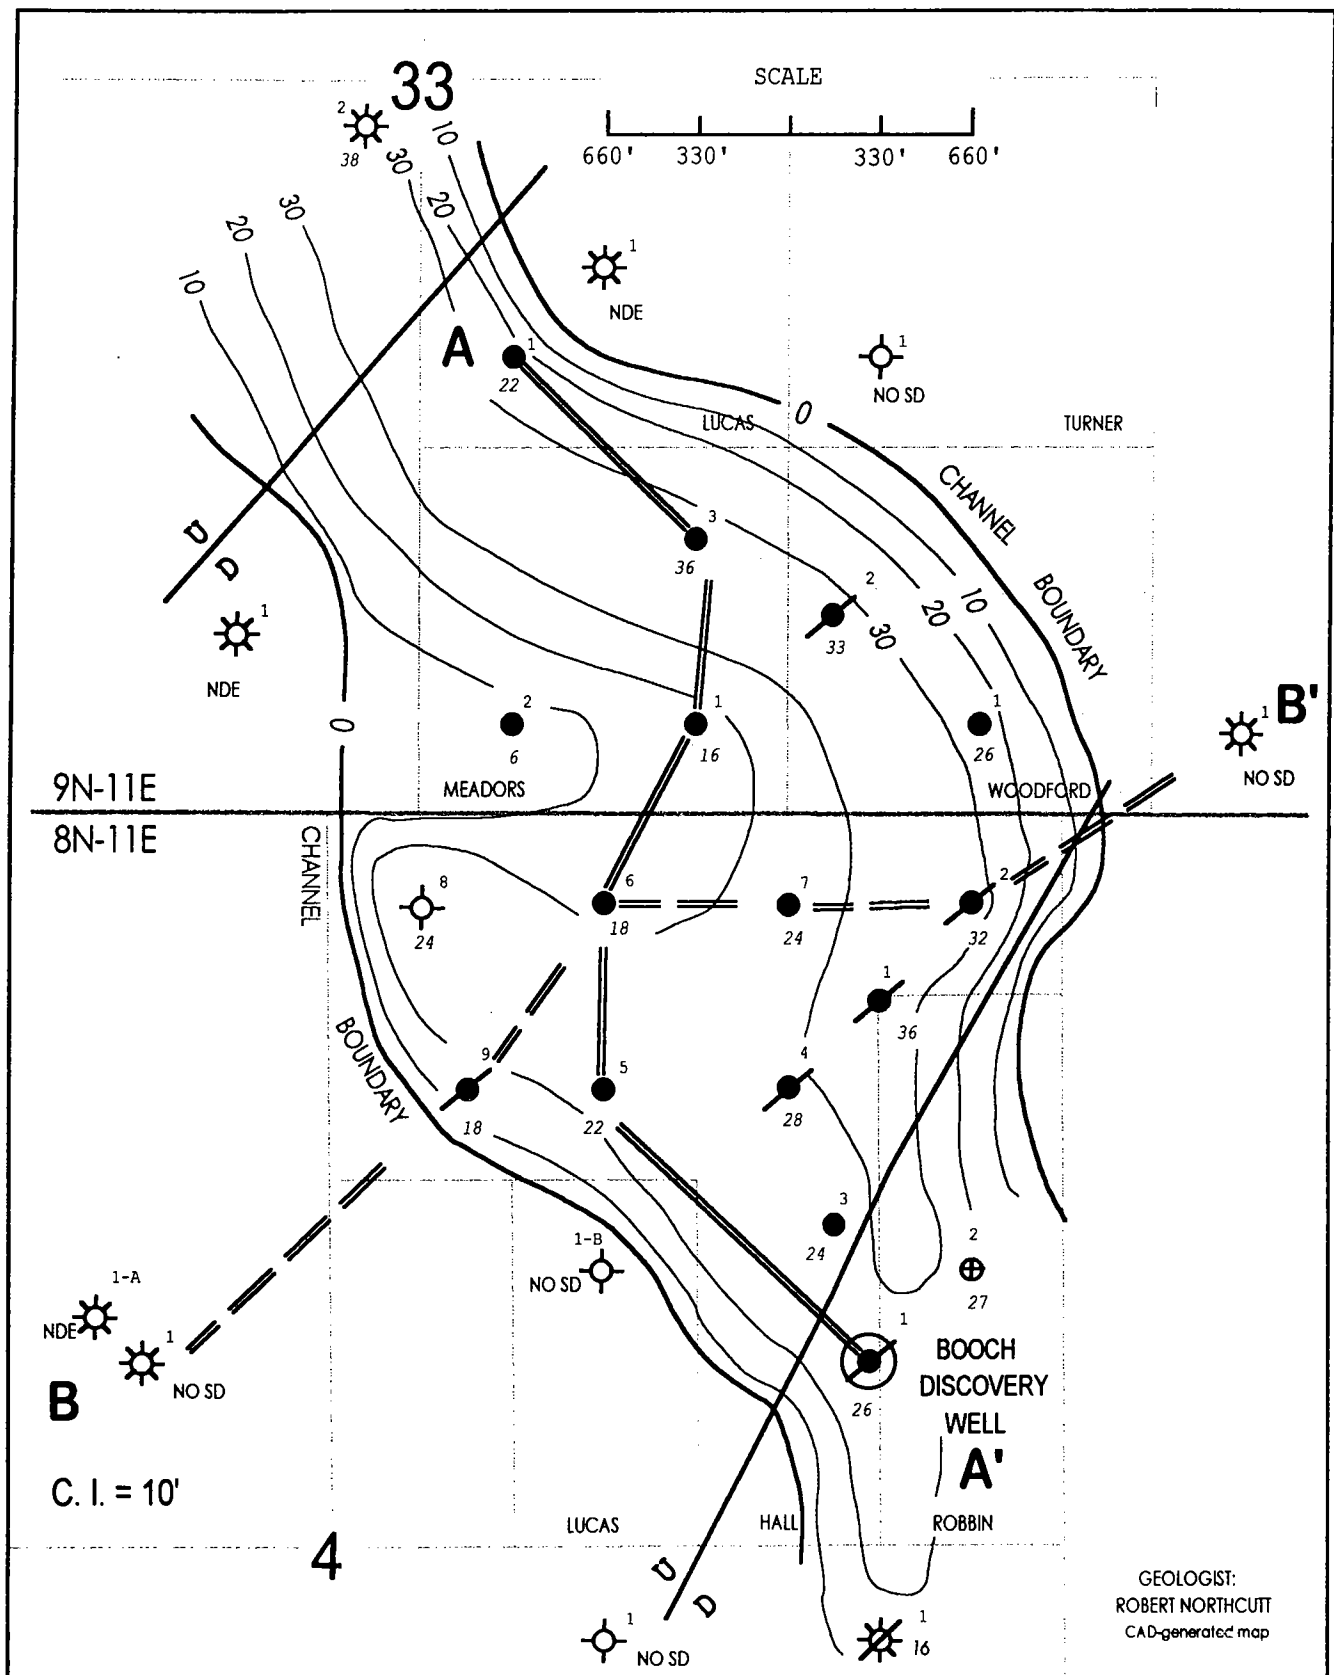 33
SCALE
660' 330' 330' 660'
2
38
30
10
20
30
20
10
1
NDE
A
1
22
1
NO SD
0
LUCAS
TURNER
CHANNEL
BOUNDARY
3
36
2
33
30
20
10
U
D
1
NDE
0
2
6
1
16
1
26
1
B'
NO SD
MEADORS
WOODFORD
9N-11E
8N-11E
CHANNEL
BOUNDARY
8
24
6
18
7
24
2
32
1
36
9
18
5
22
4
28
3
24
2
27
1-B
NO SD
1-A
NDE
1
NO SD
B
1
26
BOOCH
DISCOVERY
WELL
A'
C. I. = 10'
LUCAS
HALL
ROBBIN
4
U
D
1
NO SD
1
16
GEOLOGIST:
ROBERT NORTHCUTT
CAD-generated map